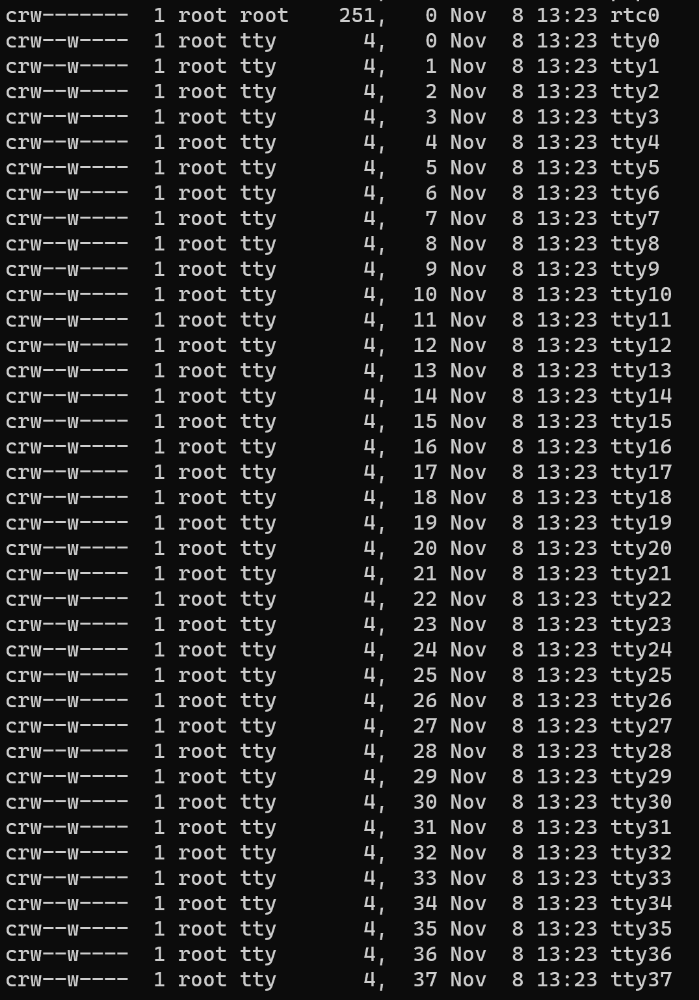 crw------- 1 root root 251, 0 Nov 8 13:23 rtc0
crw--w---- 1 root tty 4, 0 Nov 8 13:23 tty0
crw--w---- 1 root tty 4, 1 Nov 8 13:23 tty1
crw--w---- 1 root tty 4, 2 Nov 8 13:23 tty2
crw--w---- 1 root tty 4, 3 Nov 8 13:23 tty3
crw--w---- 1 root tty 4, 4 Nov 8 13:23 tty4
crw--w---- 1 root tty 4, 5 Nov 8 13:23 tty5
crw--w---- 1 root tty 4, 6 Nov 8 13:23 tty6
crw--w---- 1 root tty 4, 7 Nov 8 13:23 tty7
crw--w---- 1 root tty 4, 8 Nov 8 13:23 tty8
crw--w---- 1 root tty 4, 9 Nov 8 13:23 tty9
crw--w---- 1 root tty 4, 10 Nov 8 13:23 tty10
crw--w---- 1 root tty 4, 11 Nov 8 13:23 tty11
crw--w---- 1 root tty 4, 12 Nov 8 13:23 tty12
crw--w---- 1 root tty 4, 13 Nov 8 13:23 tty13
crw--w---- 1 root tty 4, 14 Nov 8 13:23 tty14
crw--w---- 1 root tty 4, 15 Nov 8 13:23 tty15
crw--w---- 1 root tty 4, 16 Nov 8 13:23 tty16
crw--w---- 1 root tty 4, 17 Nov 8 13:23 tty17
crw--w---- 1 root tty 4, 18 Nov 8 13:23 tty18
crw--w---- 1 root tty 4, 19 Nov 8 13:23 tty19
crw--w---- 1 root tty 4, 20 Nov 8 13:23 tty20
crw--w---- 1 root tty 4, 21 Nov 8 13:23 tty21
crw--w---- 1 root tty 4, 22 Nov 8 13:23 tty22
crw--w---- 1 root tty 4, 23 Nov 8 13:23 tty23
crw--w---- 1 root tty 4, 24 Nov 8 13:23 tty24
crw--w---- 1 root tty 4, 25 Nov 8 13:23 tty25
crw--w---- 1 root tty 4, 26 Nov 8 13:23 tty26
crw--w---- 1 root tty 4, 27 Nov 8 13:23 tty27
crw--w---- 1 root tty 4, 28 Nov 8 13:23 tty28
crw--w---- 1 root tty 4, 29 Nov 8 13:23 tty29
crw--w---- 1 root tty 4, 30 Nov 8 13:23 tty30
crw--w---- 1 root tty 4, 31 Nov 8 13:23 tty31
crw--w---- 1 root tty 4, 32 Nov 8 13:23 tty32
crw--w---- 1 root tty 4, 33 Nov 8 13:23 tty33
crw--w---- 1 root tty 4, 34 Nov 8 13:23 tty34
crw--w---- 1 root tty 4, 35 Nov 8 13:23 tty35
crw--w---- 1 root tty 4, 36 Nov 8 13:23 tty36
crw--w---- 1 root tty 4, 37 Nov 8 13:23 tty37